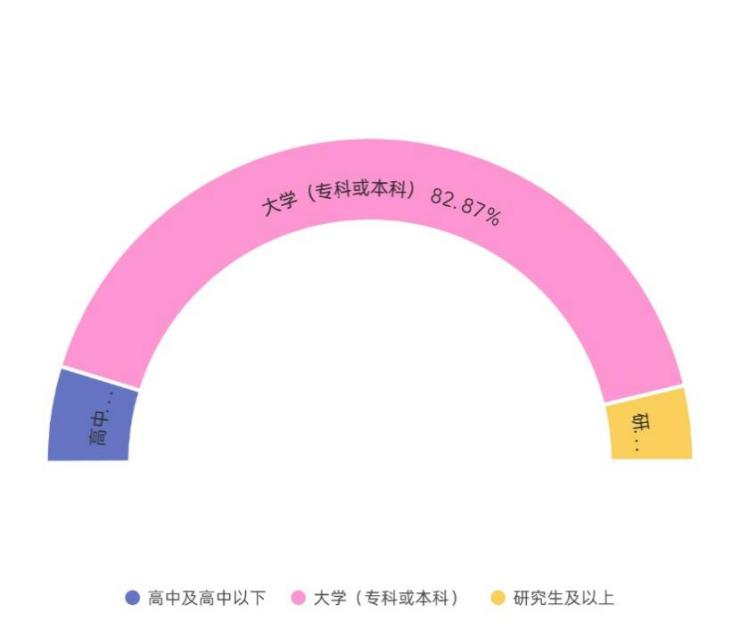 大学（专科或本科） 82.87%
高中...
研...
高中及高中以下
大学（专科或本科）
研究生及以上